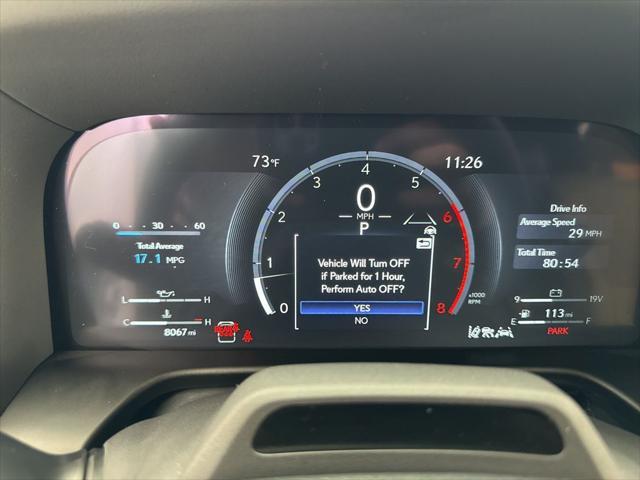 73°F
11:26
0 30 60
Total Average
17.1 MPG
L H
C H
8067 mi
REAR
0 1 2 3 4 5 6 7 8
x1000
RPM
0
MPH
P
Vehicle Will Turn OFF
if Parked for 1 Hour,
Perform Auto OFF?
YES
NO
Drive Info
Average Speed
29 MPH
Total Time
80:54
9 19V
113 mi
E F
PARK